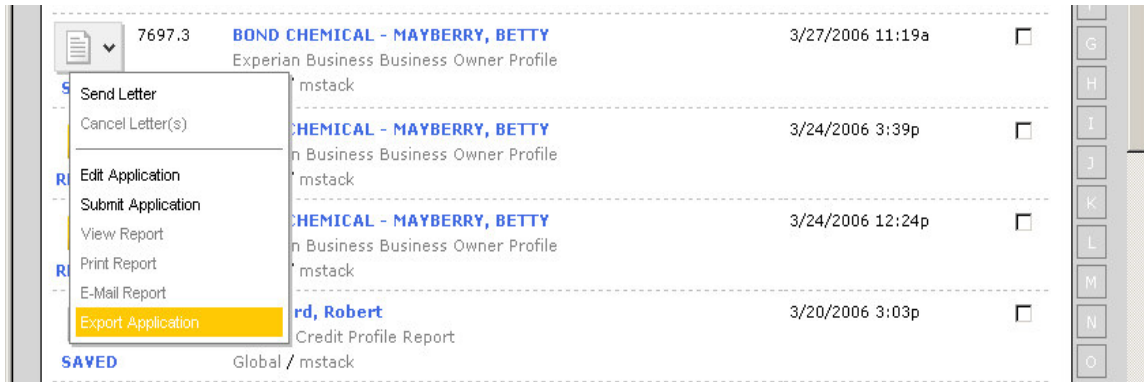 7697.3 BOND CHEMICAL - MAYBERRY, BETTY 3/27/2006 11:19a
Experian Business Business Owner Profile
/ mstack
Send Letter
Cancel Letter(s)
Edit Application
Submit Application
View Report
Print Report
E-Mail Report
Export Application
HEMICAL - MAYBERRY, BETTY 3/24/2006 3:39p
n Business Business Owner Profile
/ mstack
HEMICAL - MAYBERRY, BETTY 3/24/2006 12:24p
n Business Business Owner Profile
/ mstack
rd, Robert 3/20/2006 3:03p
Credit Profile Report
SAVED Global / mstack
G
H
I
J
K
L
M
N
O